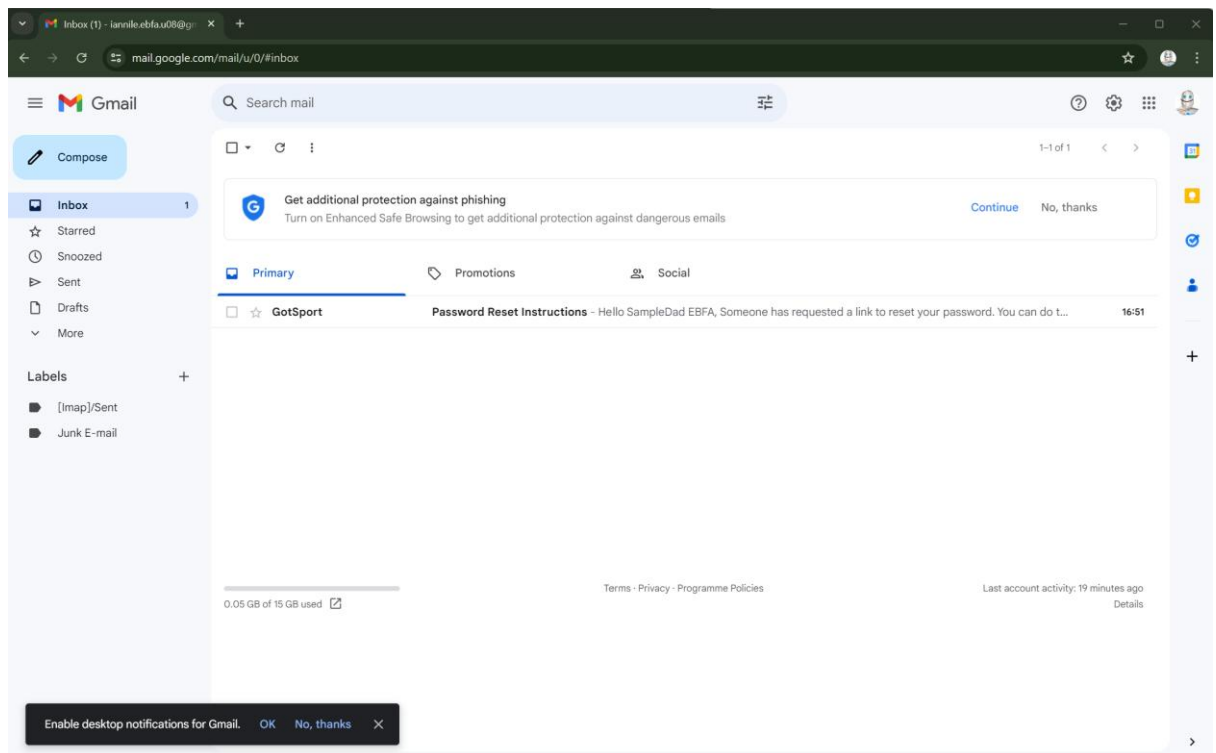 Inbox (1) - iannile.ebfa.u08@gm
mail.google.com/mail/u/0/#inbox
Gmail
Search mail
Compose
1–1 of 1
Inbox 1
Starred
Snoozed
Sent
Drafts
More
Labels
[Imap]/Sent
Junk E-mail
Get additional protection against phishing
Turn on Enhanced Safe Browsing to get additional protection against dangerous emails
Continue No, thanks
Primary Promotions Social
GotSport Password Reset Instructions - Hello SampleDad EBFA, Someone has requested a link to reset your password. You can do t... 16:51
Terms · Privacy · Programme Policies
Last account activity: 19 minutes ago
0.05 GB of 15 GB used
Details
Enable desktop notifications for Gmail. OK No, thanks